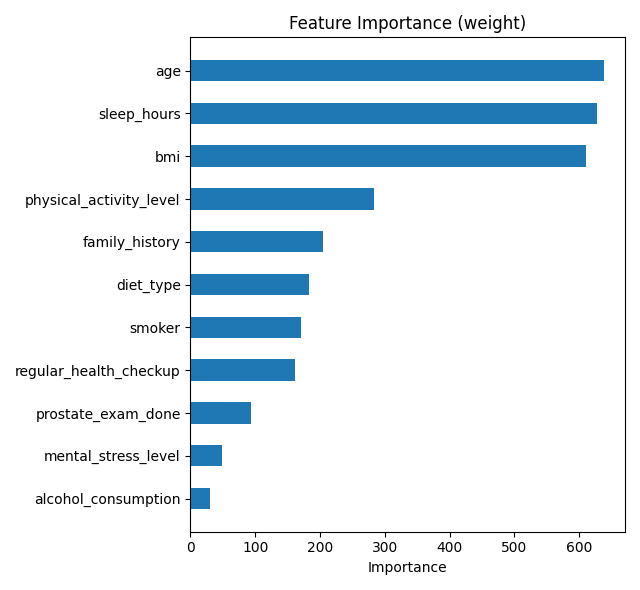 Feature Importance (weight)
age
sleep_hours
bmi
physical_activity_level
family_history
diet_type
smoker
regular_health_checkup
prostate_exam_done
mental_stress_level
alcohol_consumption
0 100 200 300 400 500 600
Importance